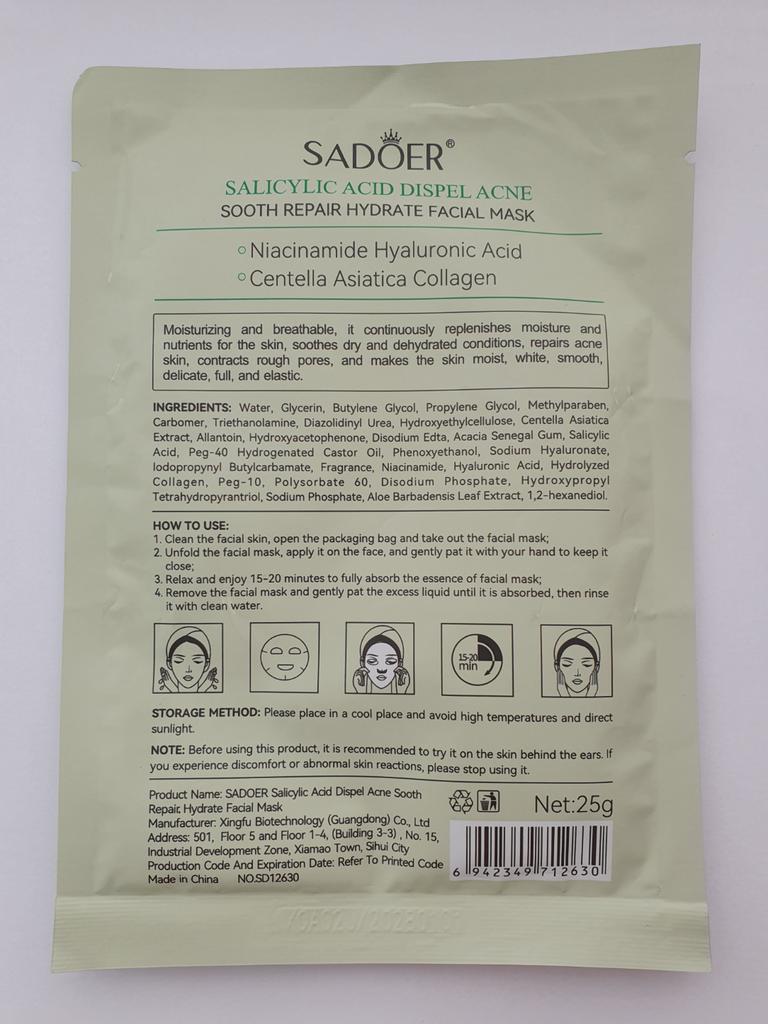 SADOER®
SALICYLIC ACID DISPEL ACNE
SOOTH REPAIR HYDRATE FACIAL MASK
Niacinamide Hyaluronic Acid
Centella Asiatica Collagen
Moisturizing and breathable, it continuously replenishes moisture and
nutrients for the skin, soothes dry and dehydrated conditions, repairs acne
skin, contracts rough pores, and makes the skin moist, white, smooth,
delicate, full, and elastic.
INGREDIENTS: Water, Glycerin, Butylene Glycol, Propylene Glycol, Methylparaben,
Carbomer, Triethanolamine, Diazolidinyl Urea, Hydroxyethylcellulose, Centella Asiatica
Extract, Allantoin, Hydroxyacetophenone, Disodium Edta, Acacia Senegal Gum, Salicylic
Acid, Peg-40 Hydrogenated Castor Oil, Phenoxyethanol, Sodium Hyaluronate,
Iodopropynyl Butylcarbamate, Fragrance, Niacinamide, Hyaluronic Acid, Hydrolyzed
Collagen, Peg-10, Polysorbate 60, Disodium Phosphate, Hydroxypropyl
Tetrahydropyrantriol, Sodium Phosphate, Aloe Barbadensis Leaf Extract, 1,2-hexanediol.
HOW TO USE:
1. Clean the facial skin, open the packaging bag and take out the facial mask;
2. Unfold the facial mask, apply it on the face, and gently pat it with your hand to keep it
close;
3. Relax and enjoy 15-20 minutes to fully absorb the essence of facial mask;
4. Remove the facial mask and gently pat the excess liquid until it is absorbed, then rinse
it with clean water.
15-20
min
STORAGE METHOD: Please place in a cool place and avoid high temperatures and direct
sunlight.
NOTE: Before using this product, it is recommended to try it on the skin behind the ears. If
you experience discomfort or abnormal skin reactions, please stop using it.
Product Name: SADOER Salicylic Acid Dispel Acne Sooth
Repair. Hydrate Facial Mask
Manufacturer: Xingfu Biotechnology (Guangdong) Co., Ltd
Address: 501, Floor 5 and Floor 1-4, (Building 3-3) , No. 15,
Industrial Development Zone, Xiamao Town, Sihui City
Production Code And Expiration Date: Refer To Printed Code
Made in China NO.SD12630
Net:25g
6 942349 712630